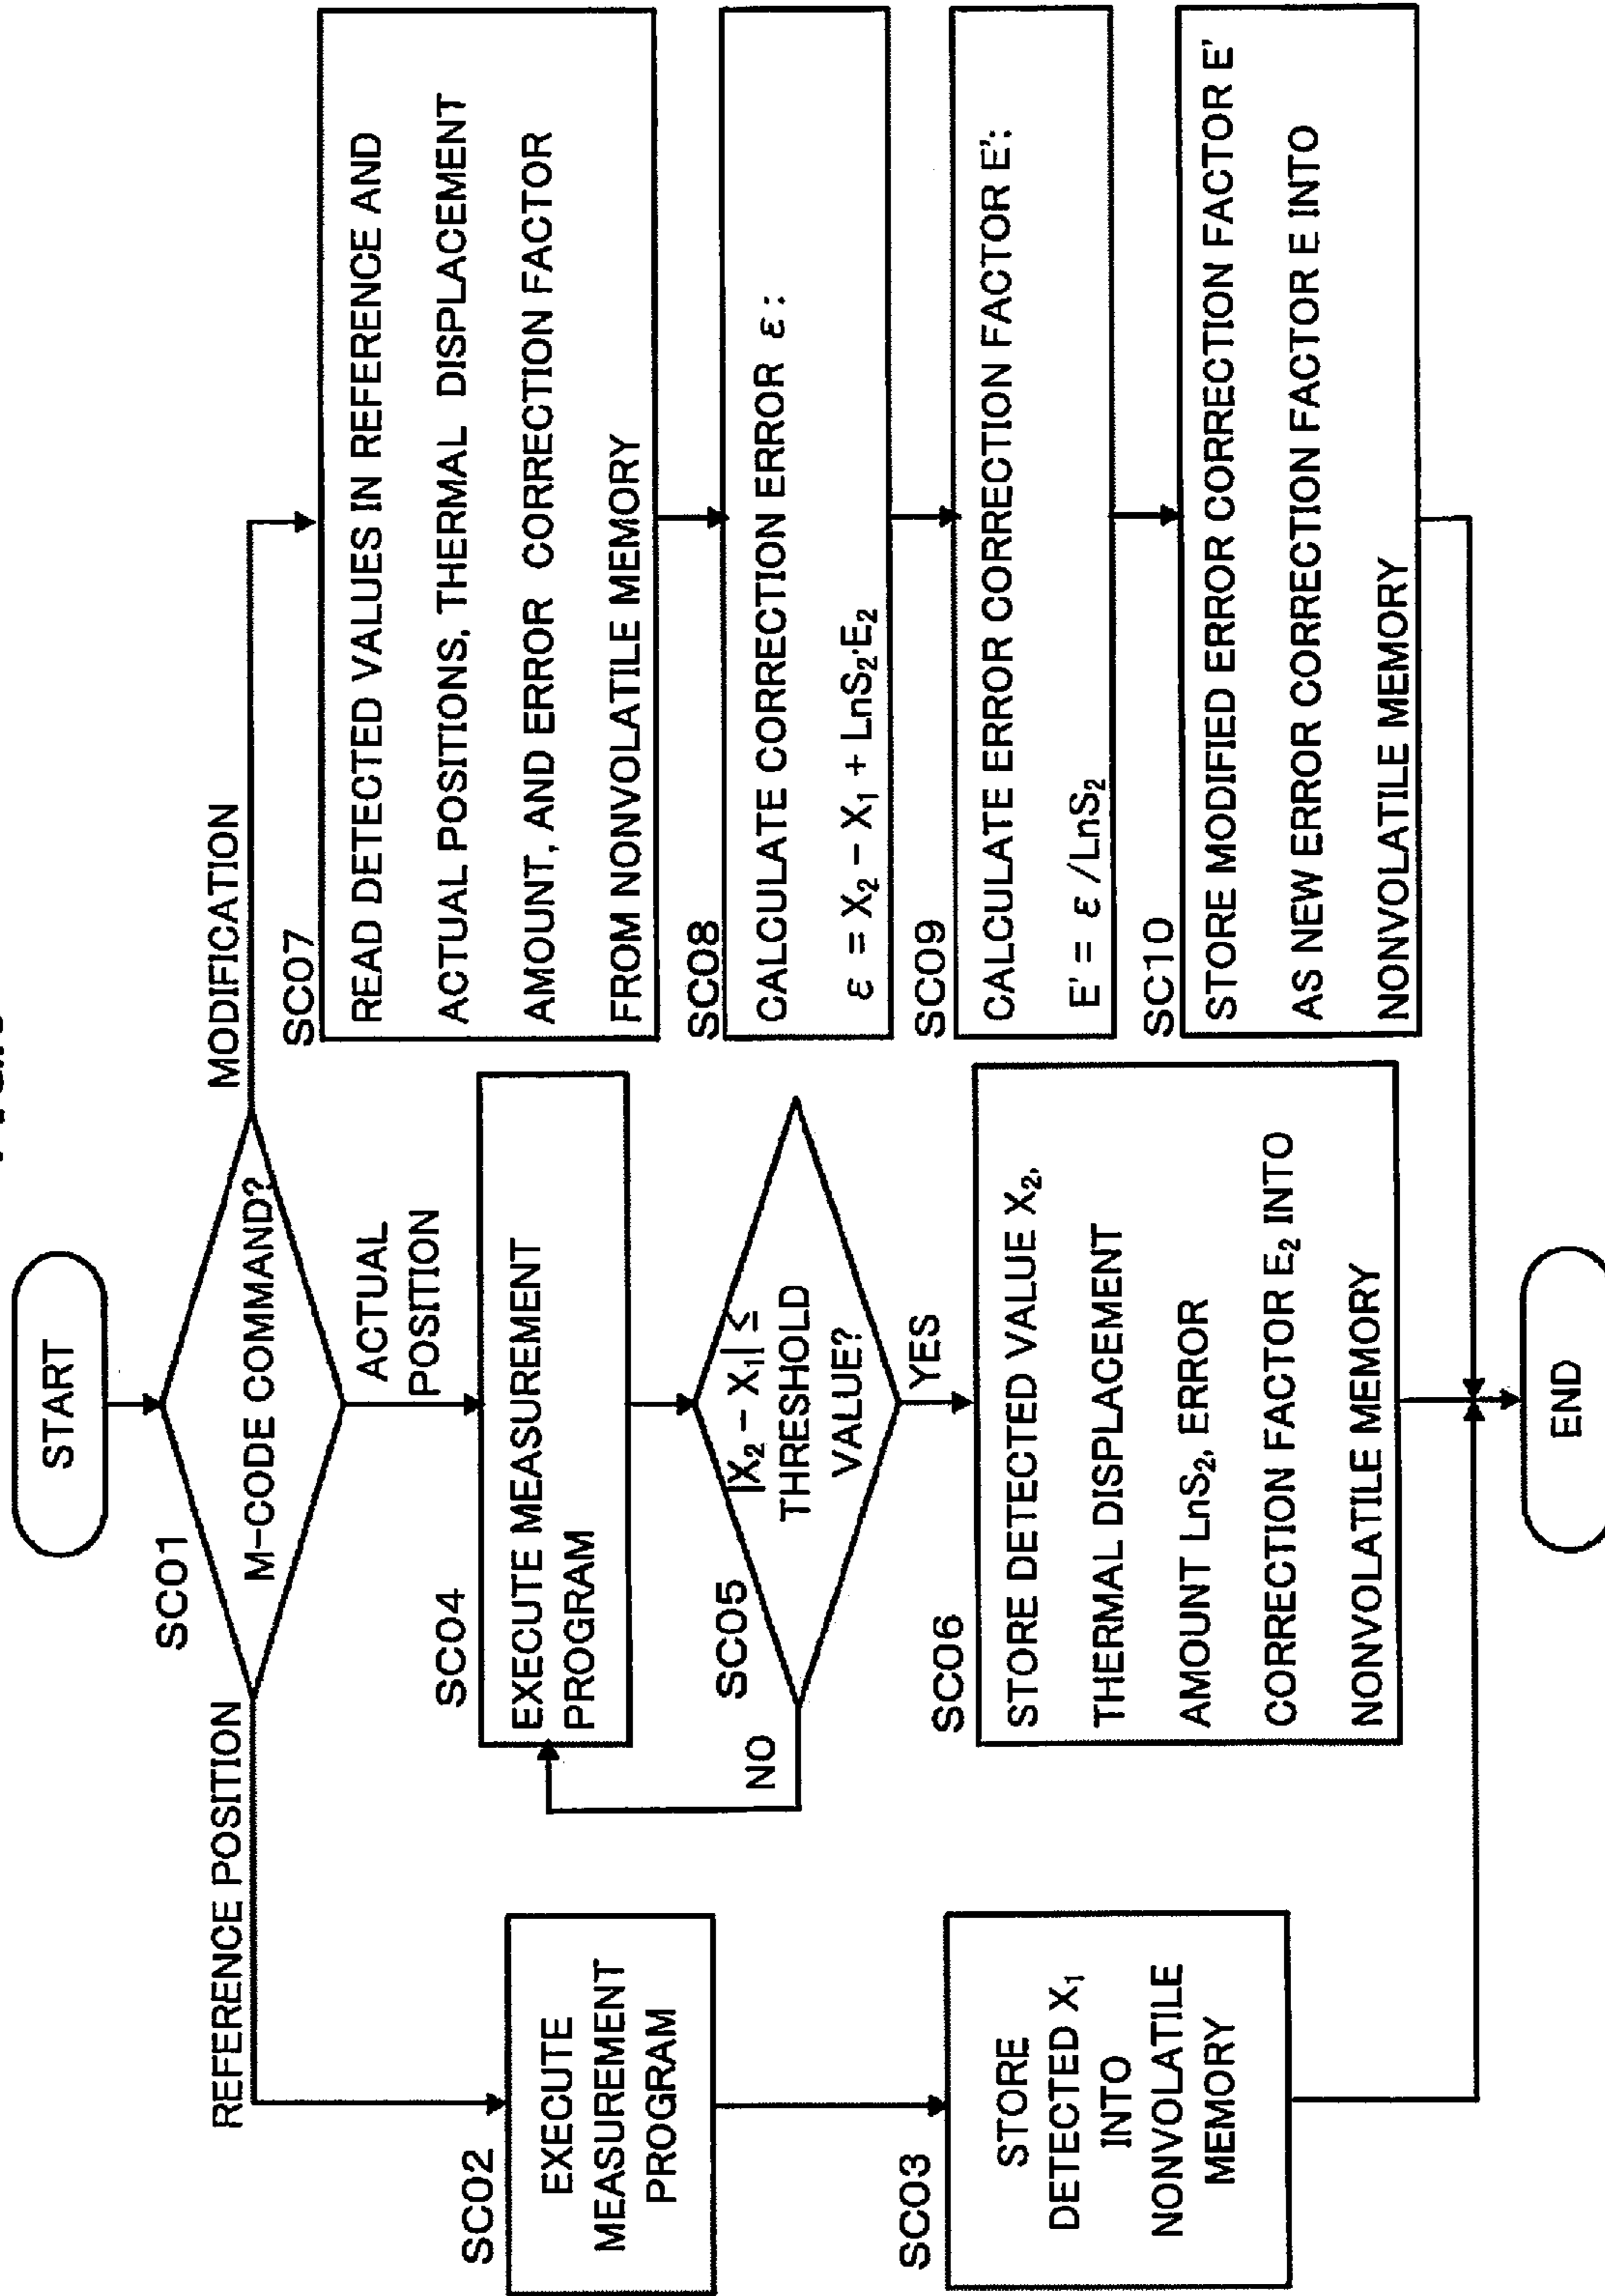 START
SC01
M-CODE COMMAND?
REFERENCE POSITION
ACTUAL
POSITION
MODIFICATION
SC02
EXECUTE
MEASUREMENT
PROGRAM
SC03
STORE
DETECTED X₁
INTO
NONVOLATILE
MEMORY
SC04
EXECUTE MEASUREMENT
PROGRAM
SC05
|X₂ − X₁| ≤
THRESHOLD
VALUE?
NO
YES
SC06
STORE DETECTED VALUE X₂,
THERMAL DISPLACEMENT
AMOUNT LnS₂, ERROR
CORRECTION FACTOR E₂ INTO
NONVOLATILE MEMORY
SC07
READ DETECTED VALUES IN REFERENCE AND
ACTUAL POSITIONS, THERMAL DISPLACEMENT
AMOUNT, AND ERROR CORRECTION FACTOR
FROM NONVOLATILE MEMORY
SC08
CALCULATE CORRECTION ERROR ε:
ε = X₂ − X₁ + LnS₂·E₂
SC09
CALCULATE ERROR CORRECTION FACTOR E':
E' = ε/LnS₂
SC10
STORE MODIFIED ERROR CORRECTION FACTOR E'
AS NEW ERROR CORRECTION FACTOR E INTO
NONVOLATILE MEMORY
END